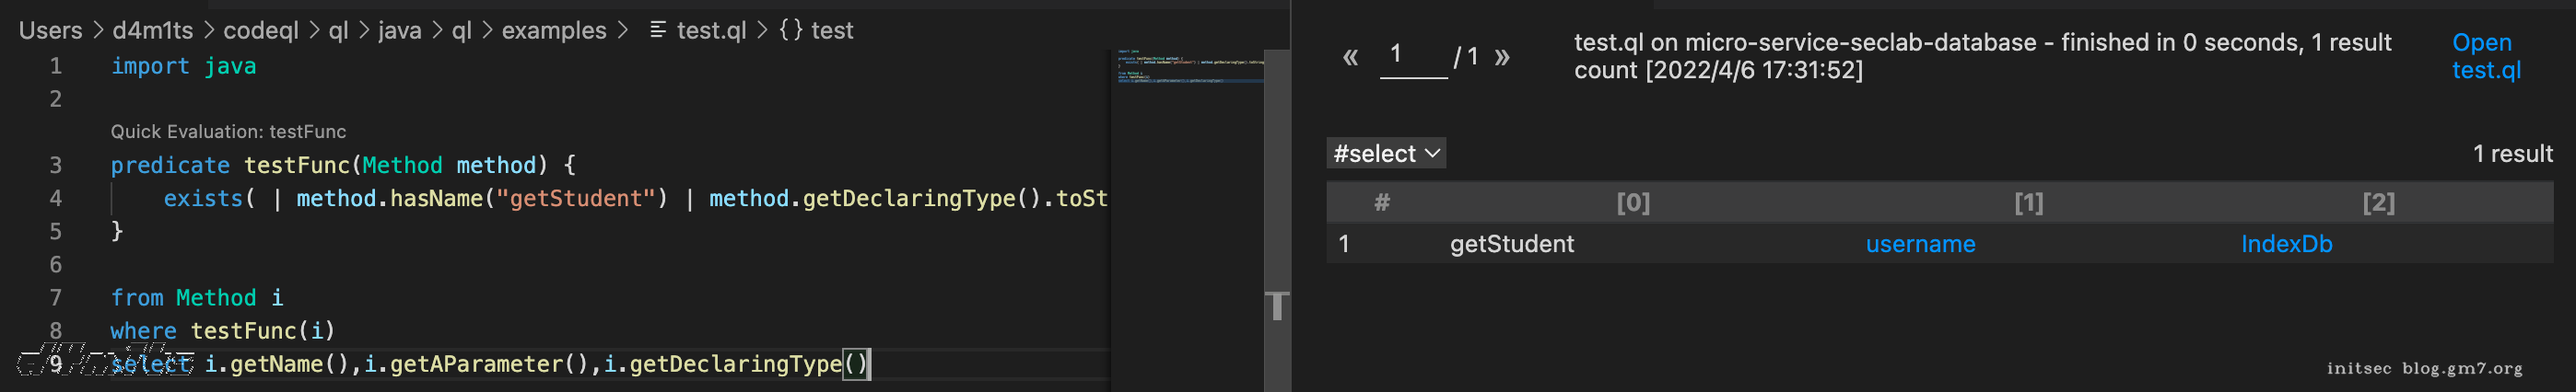 Users > d4m1ts > codeql > ql > java > ql > examples > test.ql > {} test
1 import java
2
Quick Evaluation: testFunc
3 predicate testFunc(Method method) {
4 exists( | method.hasName("getStudent") | method.getDeclaringType().toSt
5 }
6
7 from Method i
8 where testFunc(i)
9 select i.getName(),i.getAParameter(),i.getDeclaringType()
« 1 / 1 »
test.ql on micro-service-seclab-database - finished in 0 seconds, 1 result count [2022/4/6 17:31:52]
Open test.ql
#select
1 result
# [0] [1] [2]
1 getStudent username IndexDb
initsec blog.gm7.org